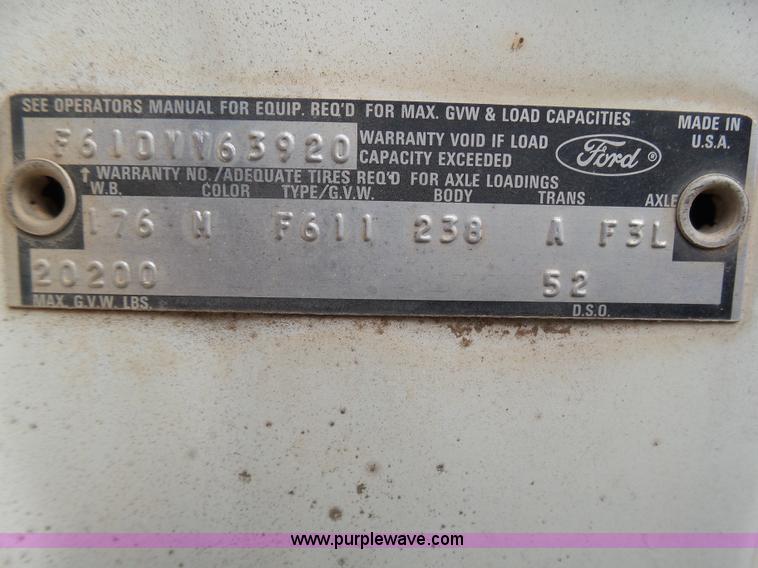 SEE OPERATORS MANUAL FOR EQUIP. REQ'D FOR MAX. GVW & LOAD CAPACITIES
MADE IN U.S.A.
F61DVV63920
WARRANTY VOID IF LOAD
CAPACITY EXCEEDED
Ford ®
↑ WARRANTY NO./ADEQUATE TIRES REQ'D FOR AXLE LOADINGS
W.B. COLOR TYPE/G.V.W. BODY TRANS AXLE
176 M F611 238 A F3L
20200 52
MAX. G.V.W. LBS. D.S.O.
www.purplewave.com